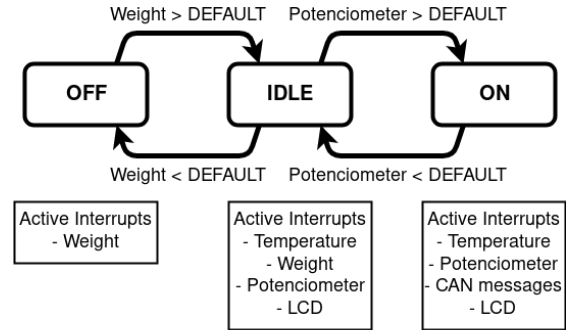 Weight > DEFAULT
Potenciometer > DEFAULT
OFF
IDLE
ON
Weight < DEFAULT
Potenciometer < DEFAULT
Active Interrupts
- Weight
Active Interrupts
- Temperature
- Weight
- Potenciometer
- LCD
Active Interrupts
- Temperature
- Potenciometer
- CAN messages
- LCD